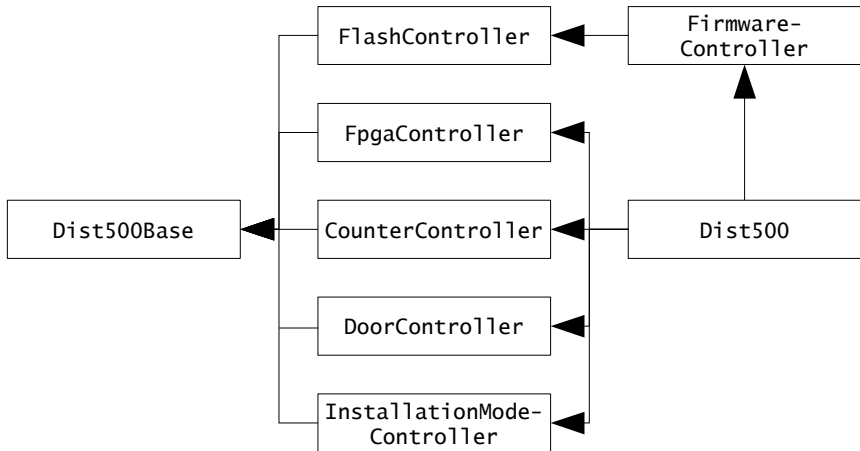 FlashController
Firmware-
Controller
FpgaController
Dist500Base
CounterController
Dist500
DoorController
InstallationMode-
Controller